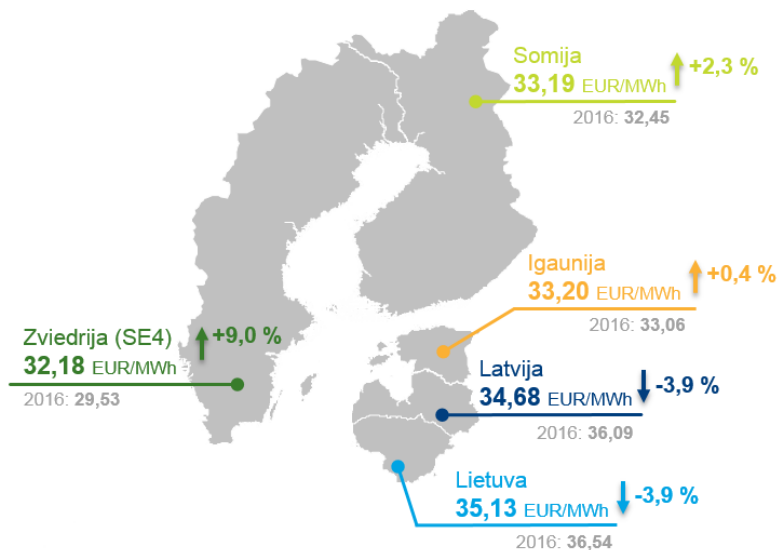 Somija
33,19 EUR/MWh
+2,3 %
2016: 32,45
Igaunija
33,20 EUR/MWh
+0,4 %
2016: 33,06
Zviedrija (SE4)
32,18 EUR/MWh
+9,0 %
2016: 29,53
Latvija
34,68 EUR/MWh
-3,9 %
2016: 36,09
Lietuva
35,13 EUR/MWh
-3,9 %
2016: 36,54